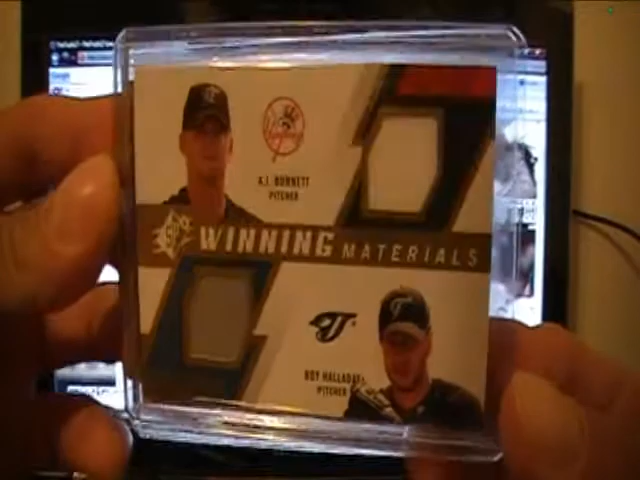 A.J. BURNETT
PITCHER
SPx WINNING MATERIALS
ROY HALLADAY
PITCHER